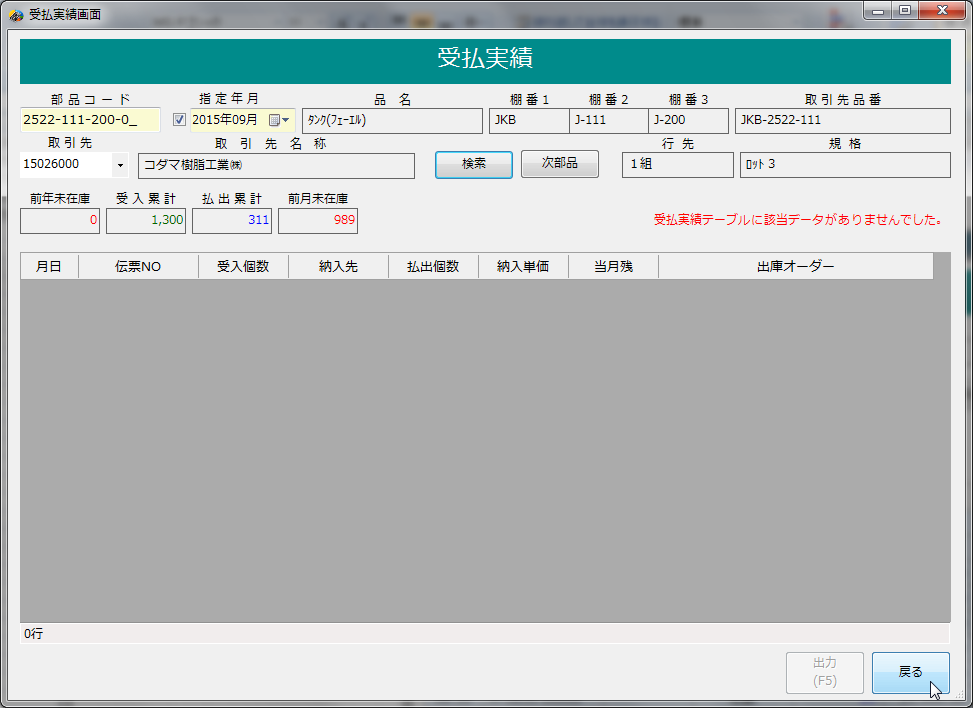 受払実績画面
受払実績
部品コード 指定年月 品名 棚番1 棚番2 棚番3 取引先品番
2522-111-200-0_ 2015年09月 ﾀﾝｸ(ﾌｭｰｴﾙ) JKB J-111 J-200 JKB-2522-111
取引先 取引先名称 行先 規格
15026000 コダマ樹脂工業㈱ 検索 次部品 1組 ﾛｯﾄ3
前年末在庫 受入累計 払出累計 前月末在庫
0 1,300 311 989 受払実績テーブルに該当データがありませんでした。
月日 伝票NO 受入個数 納入先 払出個数 納入単価 当月残 出庫オーダー
0行
出力
(F5)
戻る